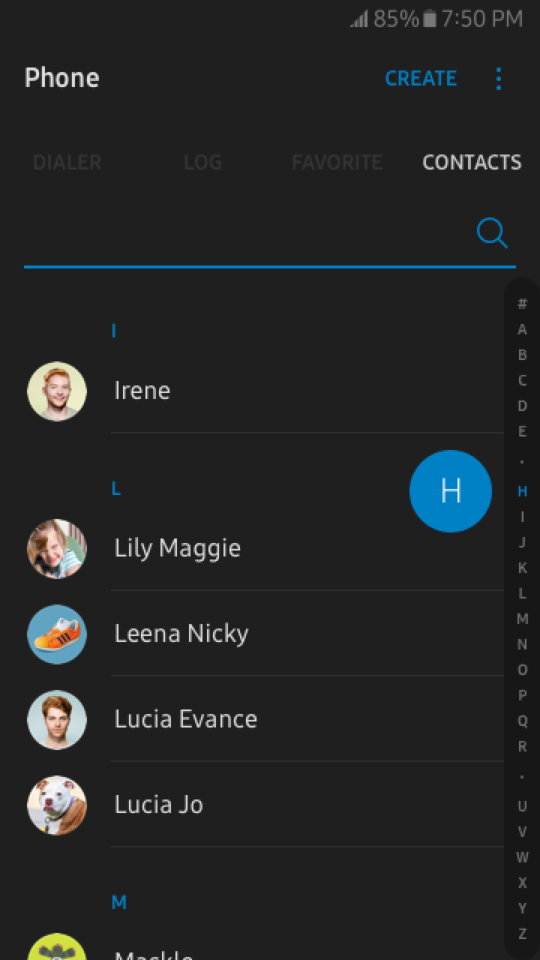 85% 7:50 PM
Phone
CREATE
DIALER LOG FAVORITE CONTACTS
I
Irene
L
H
Lily Maggie
Leena Nicky
Lucia Evance
Lucia Jo
M
#
A
B
C
D
E
.
H
I
J
K
L
M
N
O
P
Q
R
.
U
V
W
X
Y
Z